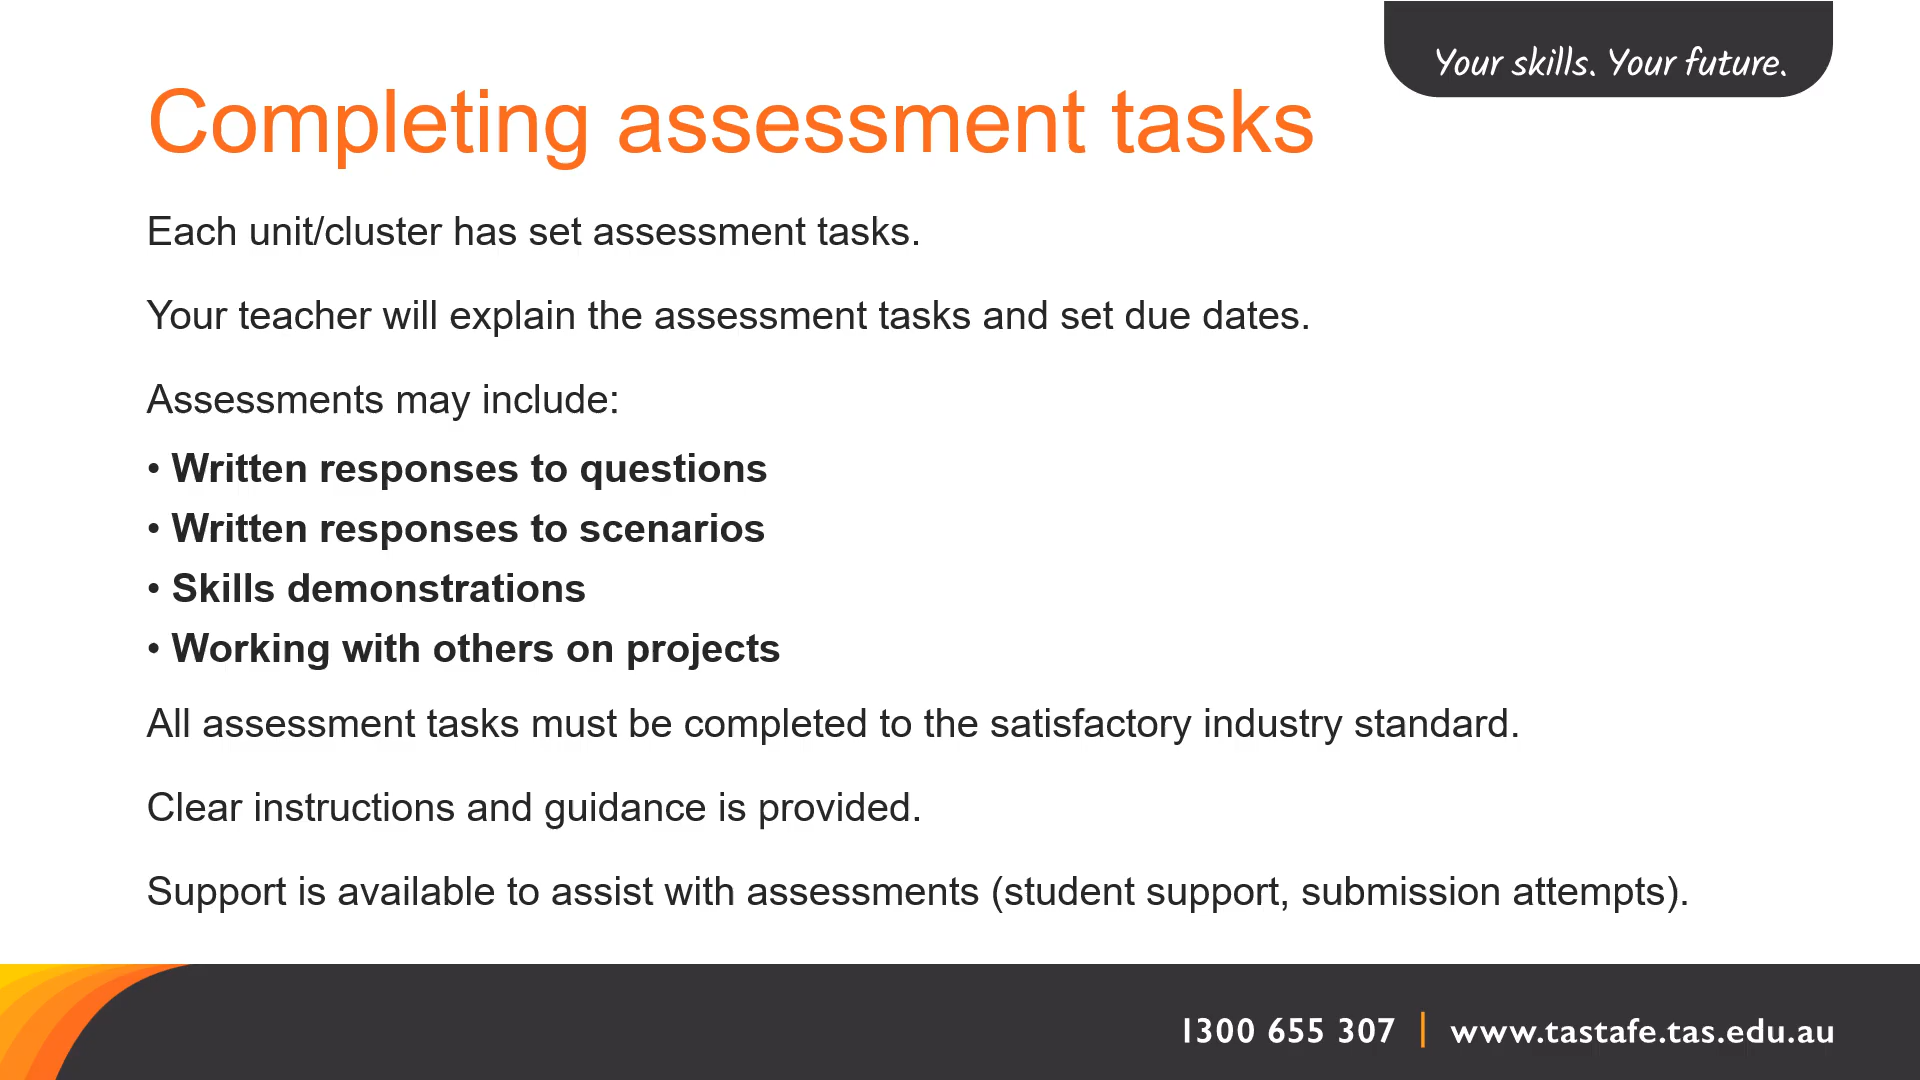 Your skills. Your future.
Completing assessment tasks
Each unit/cluster has set assessment tasks.
Your teacher will explain the assessment tasks and set due dates.
Assessments may include:
• Written responses to questions
• Written responses to scenarios
• Skills demonstrations
• Working with others on projects
All assessment tasks must be completed to the satisfactory industry standard.
Clear instructions and guidance is provided.
Support is available to assist with assessments (student support, submission attempts).
1300 655 307 | www.tastafe.tas.edu.au